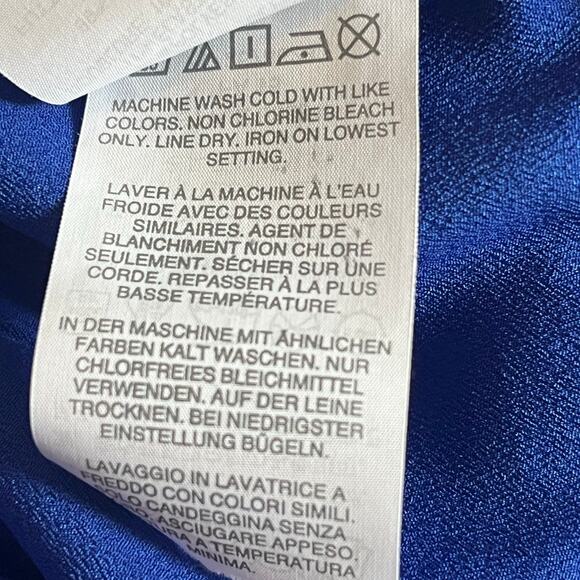 MACHINE WASH COLD WITH LIKE
COLORS. NON CHLORINE BLEACH
ONLY. LINE DRY. IRON ON LOWEST
SETTING.
LAVER À LA MACHINE À L'EAU
FROIDE AVEC DES COULEURS
SIMILAIRES. AGENT DE
BLANCHIMENT NON CHLORÉ
SEULEMENT. SÉCHER SUR UNE
CORDE. REPASSER À LA PLUS
BASSE TEMPÉRATURE.
IN DER MASCHINE MIT ÄHNLICHEN
FARBEN KALT WASCHEN. NUR
CHLORFREIES BLEICHMITTEL
VERWENDEN. AUF DER LEINE
TROCKNEN. BEI NIEDRIGSTER
EINSTELLUNG BÜGELN.
LAVAGGIO IN LAVATRICE A
FREDDO CON COLORI SIMILI.
SOLO CANDEGGINA SENZA
ASCIUGARE APPESO.
A TEMPERATURA
MINIMA.